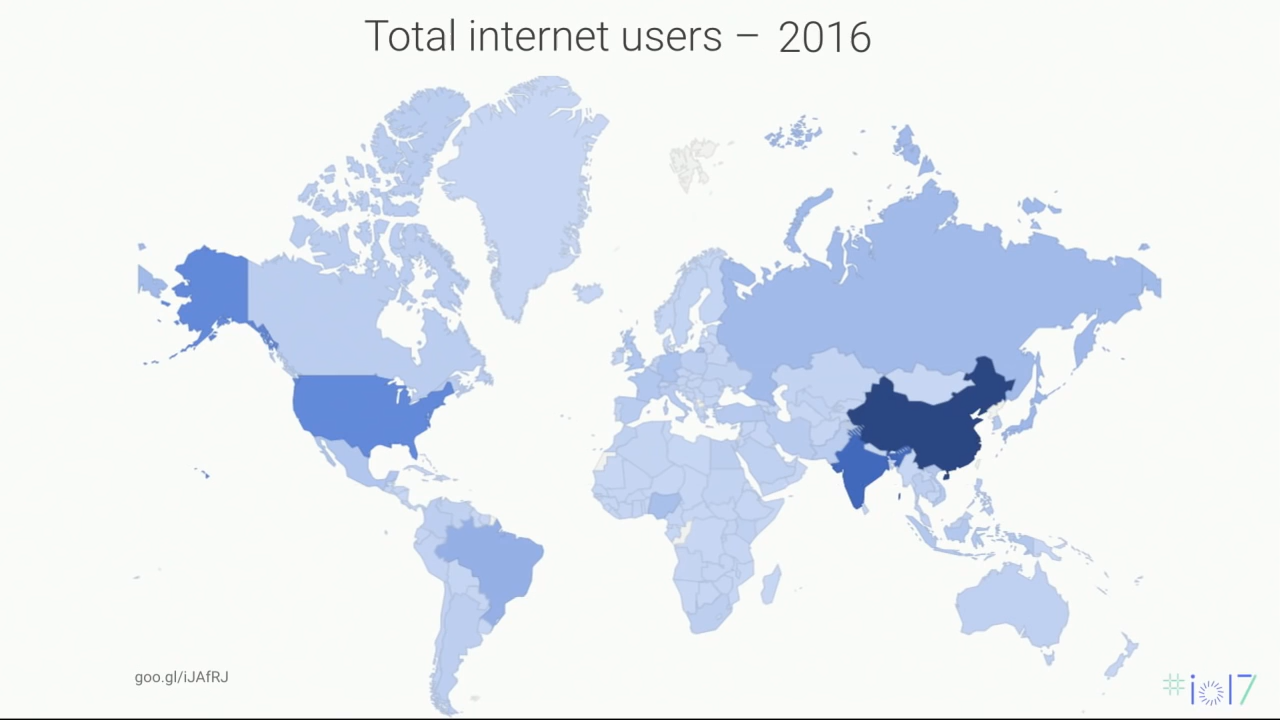 Total internet users – 2016
goo.gl/iJAfRJ
#io17